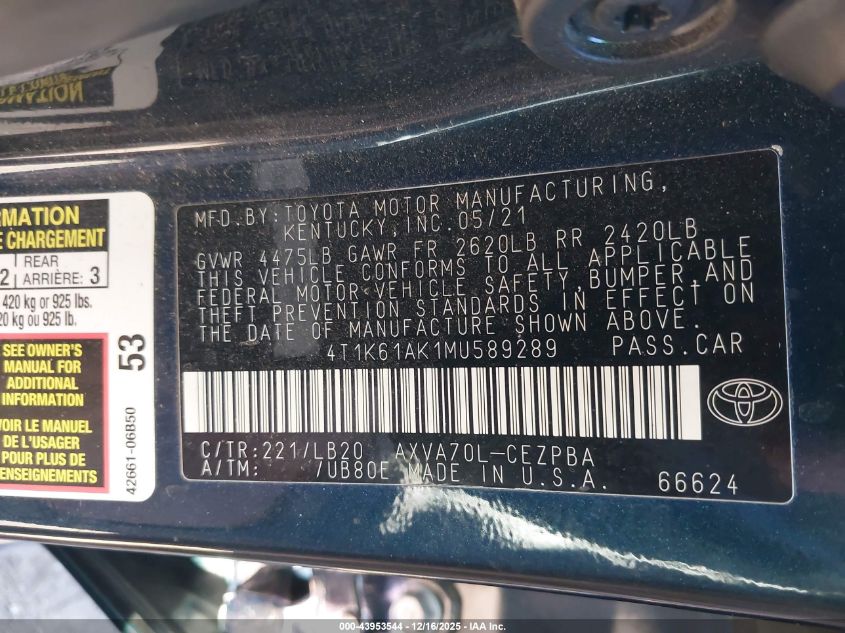 NOITAM
RMATION
E CHARGEMENT
2 REAR ARRIÈRE: 3
420 kg or 925 lbs.
20 kg ou 925 lb.
SEE OWNER'S
MANUAL FOR
ADDITIONAL
INFORMATION
VOIR LE MANUEL
DE L'USAGER
POUR PLUS DE
RENSEIGNEMENTS
53
42661-06B50
MFD.BY:TOYOTA MOTOR MANUFACTURING,
KENTUCKY,INC.05/21
GVWR 4475LB GAWR FR 2620LB RR 2420LB
THIS VEHICLE CONFORMS TO ALL APPLICABLE
FEDERAL MOTOR VEHICLE SAFETY,BUMPER,AND
THEFT PREVENTION STANDARDS IN EFFECT ON
THE DATE OF MANUFACTURE SHOWN ABOVE.
4T1K61AK1MU589289 PASS.CAR
C/TR:221/LB20 AXVA70L-CEZPBA
A/TM: /UB80E MADE IN U.S.A. 66624
000-43953544 - 12/16/2025 - IAA, Inc.